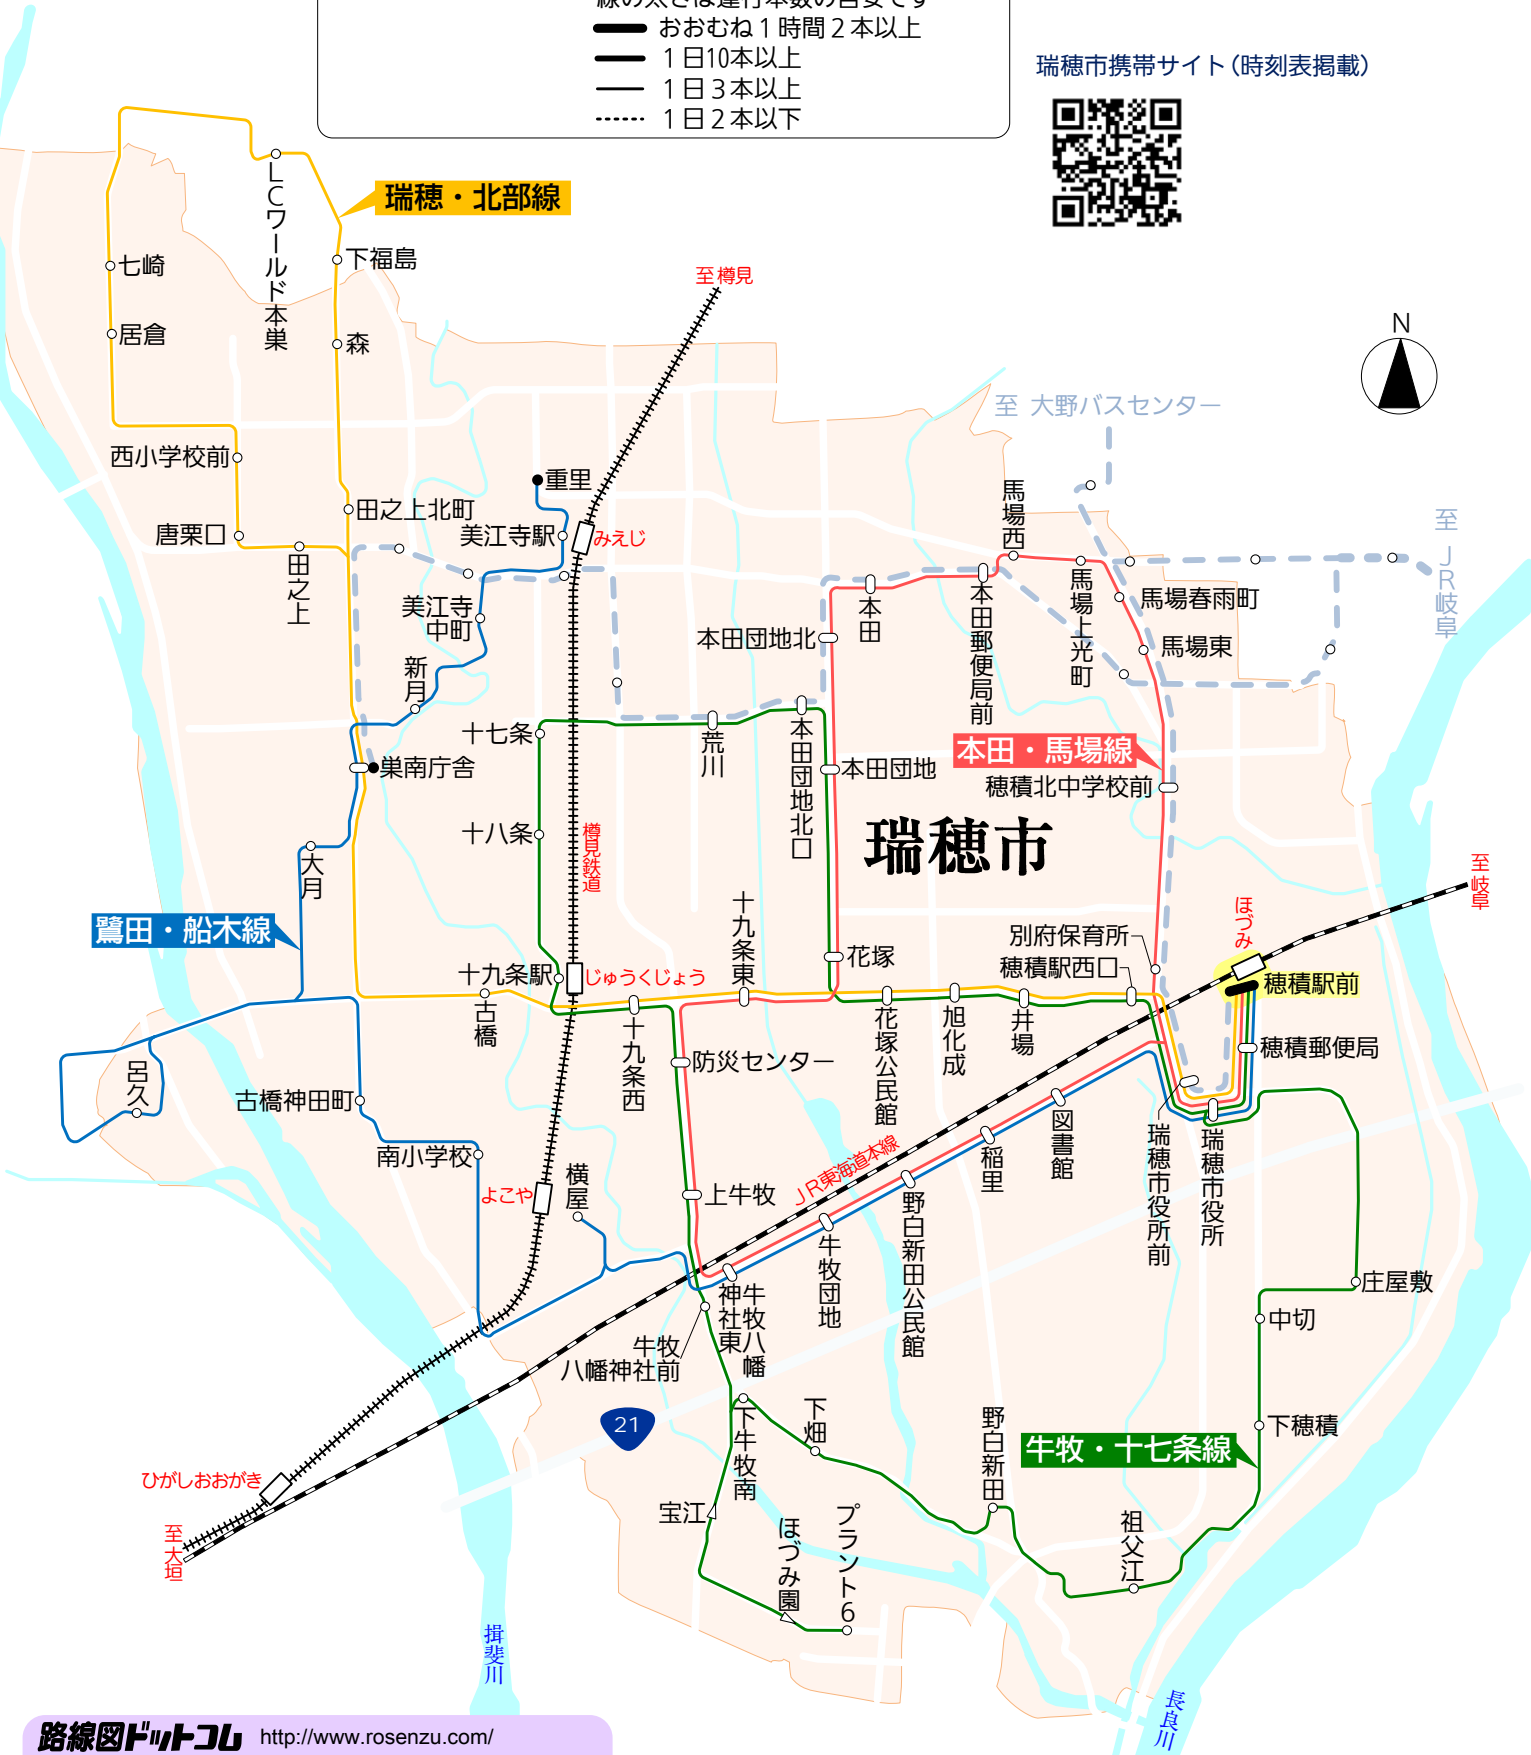 線の太さは運行本数の目安です
おおむね1時間2本以上
1日10本以上
1日3本以上
1日2本以下
瑞穂市携帯サイト(時刻表掲載)
LCワールド本巣
瑞穂・北部線
下福島
七崎
居倉
森
至 樽見
N
至 大野バスセンター
西小学校前
重里
馬場西
唐栗口
田之上北町
美江寺駅
みえじ
至 JR岐阜
田之上
美江寺
中町
本田
本田郵便局前
馬場上光町
馬場春雨町
馬場東
本田団地北
新月
十七条
荒川
本田団地北口
本田団地
本田・馬場線
穂積北中学校前
巣南庁舎
十八条
樽見鉄道
瑞穂市
大月
至 岐阜
鷺田・船木線
十九条東
ほづみ
別府保育所
穂積駅西口
花塚
十九条駅
じゅうくじょう
穂積駅前
古橋
十九条西
花塚公民館
旭化成
井場
穂積郵便局
防災センター
呂久
古橋神田町
図書館
稲里
瑞穂市役所前
瑞穂市役所
南小学校
横屋
よこや
上牛牧
JR東海道本線
野白新田公民館
牛牧団地
庄屋敷
中切
牛牧八幡
神社東
牛牧
八幡神社前
21
下牛牧南
下畑
野白新田
下穂積
牛牧・十七条線
ひがしおおがき
宝江
ほづみ園
プラント6
祖父江
至 大垣
揖斐川
長良川
路線図ドットコム
http://www.rosenzu.com/